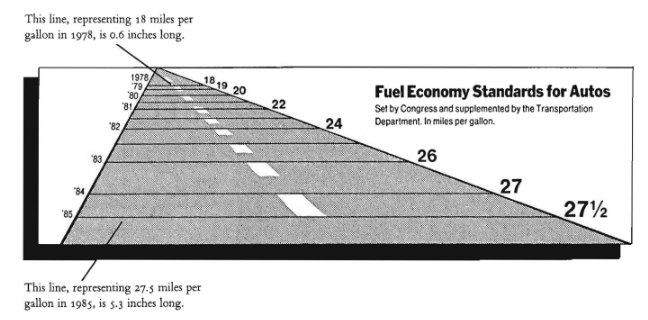 This line, representing 18 miles per
gallon in 1978, is 0.6 inches long.
1978
'79
'80
'81
'82
'83
'84
'85
18
19
20
22
24
26
27
27½
Fuel Economy Standards for Autos
Set by Congress and supplemented by the Transportation
Department. In miles per gallon.
This line, representing 27.5 miles per
gallon in 1985, is 5.3 inches long.